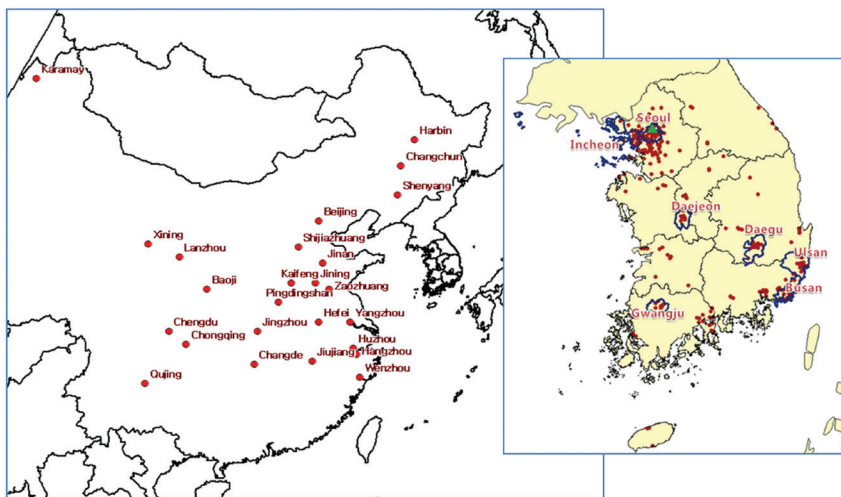 Karamay
Harbin
Changchun
Shenyang
Beijing
Xining
Shijiazhuang
Lanzhou
Jinan
Baoji
Kaifeng
Jining
Zaozhuang
Pingdingshan
Hefei
Yangzhou
Chengdu
Jingzhou
Chongqing
Huzhou
Hangzhou
Changde
Jiujiang
Wenzhou
Qujing
Seoul
Incheon
Daejeon
Daegu
Ulsan
Busan
Gwangju